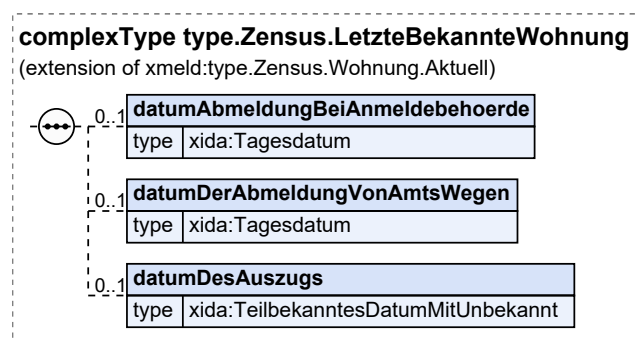 complexType type.Zensus.LetzteBekannteWohnung
(extension of xmeld:type.Zensus.Wohnung.Aktuell)
0..1 datumAbmeldungBeiAnmeldebehoerde
type xida:Tagesdatum
0..1 datumDerAbmeldungVonAmtsWegen
type xida:Tagesdatum
0..1 datumDesAuszugs
type xida:TeilbekanntesDatumMitUnbekannt